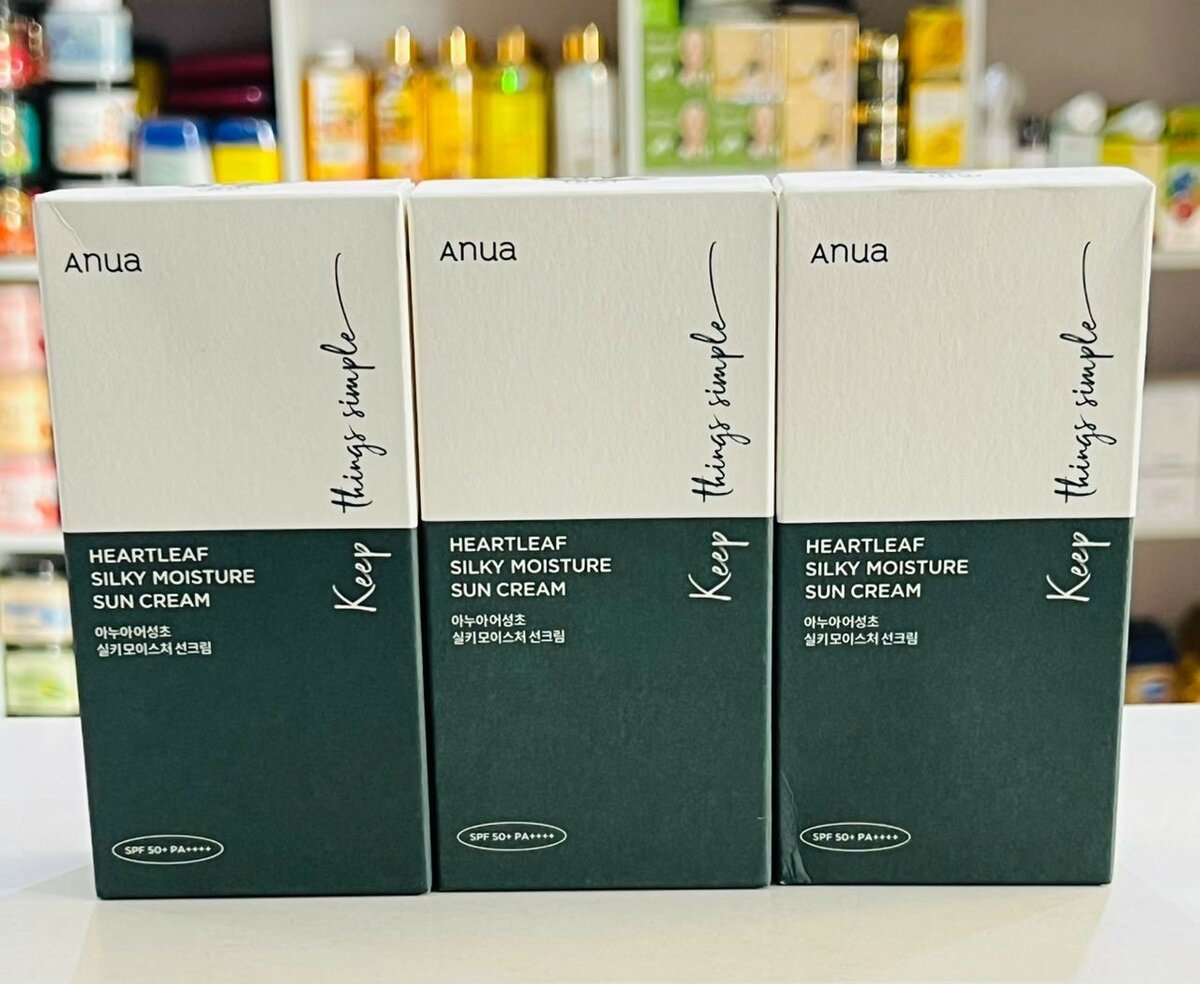 Anua
Keep things simple
HEARTLEAF
SILKY MOISTURE
SUN CREAM
아누아 어성초
실키 모이스처 선크림
SPF 50+ PA++++
Anua
Keep things simple
HEARTLEAF
SILKY MOISTURE
SUN CREAM
아누아 어성초
실키 모이스처 선크림
SPF 50+ PA++++
Anua
Keep things simple
HEARTLEAF
SILKY MOISTURE
SUN CREAM
아누아 어성초
실키 모이스처 선크림
SPF 50+ PA++++